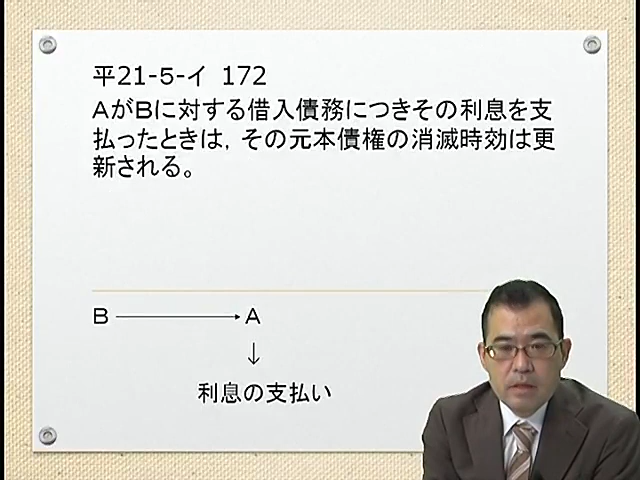 平21-5-イ 172
AがBに対する借入債務につきその利息を支
払ったときは，その元本債権の消滅時効は更
新される。
B → A
↓
利息の支払い